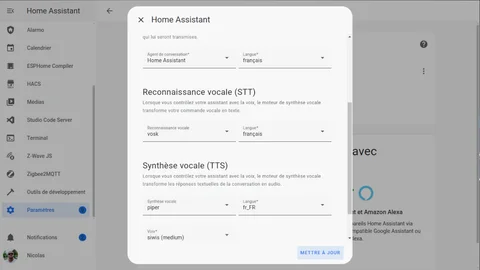 Home Assistant
Alarmo
Calendrier
ESPHome Compiler
HACS
Médias
Studio Code Server
Terminal
Z-Wave JS
Zigbee2MQTT
Outils de développement
Paramètres
Notifications
Nicolas
Home Assistant
qui lui seront transmises.
Agent de conversation*
Home Assistant
Langue*
français
Reconnaissance vocale (STT)
Lorsque vous contrôlez votre assistant avec la voix, le moteur de synthèse vocale
transforme votre commande vocale en texte.
Reconnaissance vocale
vosk
Langue*
français
Synthèse vocale (TTS)
Lorsque vous contrôlez votre assistant avec la voix, le moteur de synthèse vocale
transforme les réponses textuelles de la conversation en audio.
Synthèse vocale
piper
Langue*
fr_FR
Voix*
siwis (medium)
METTRE À JOUR
avec
t et Amazon Alexa
areils Home Assistant via
mpatible Google Assistant ou